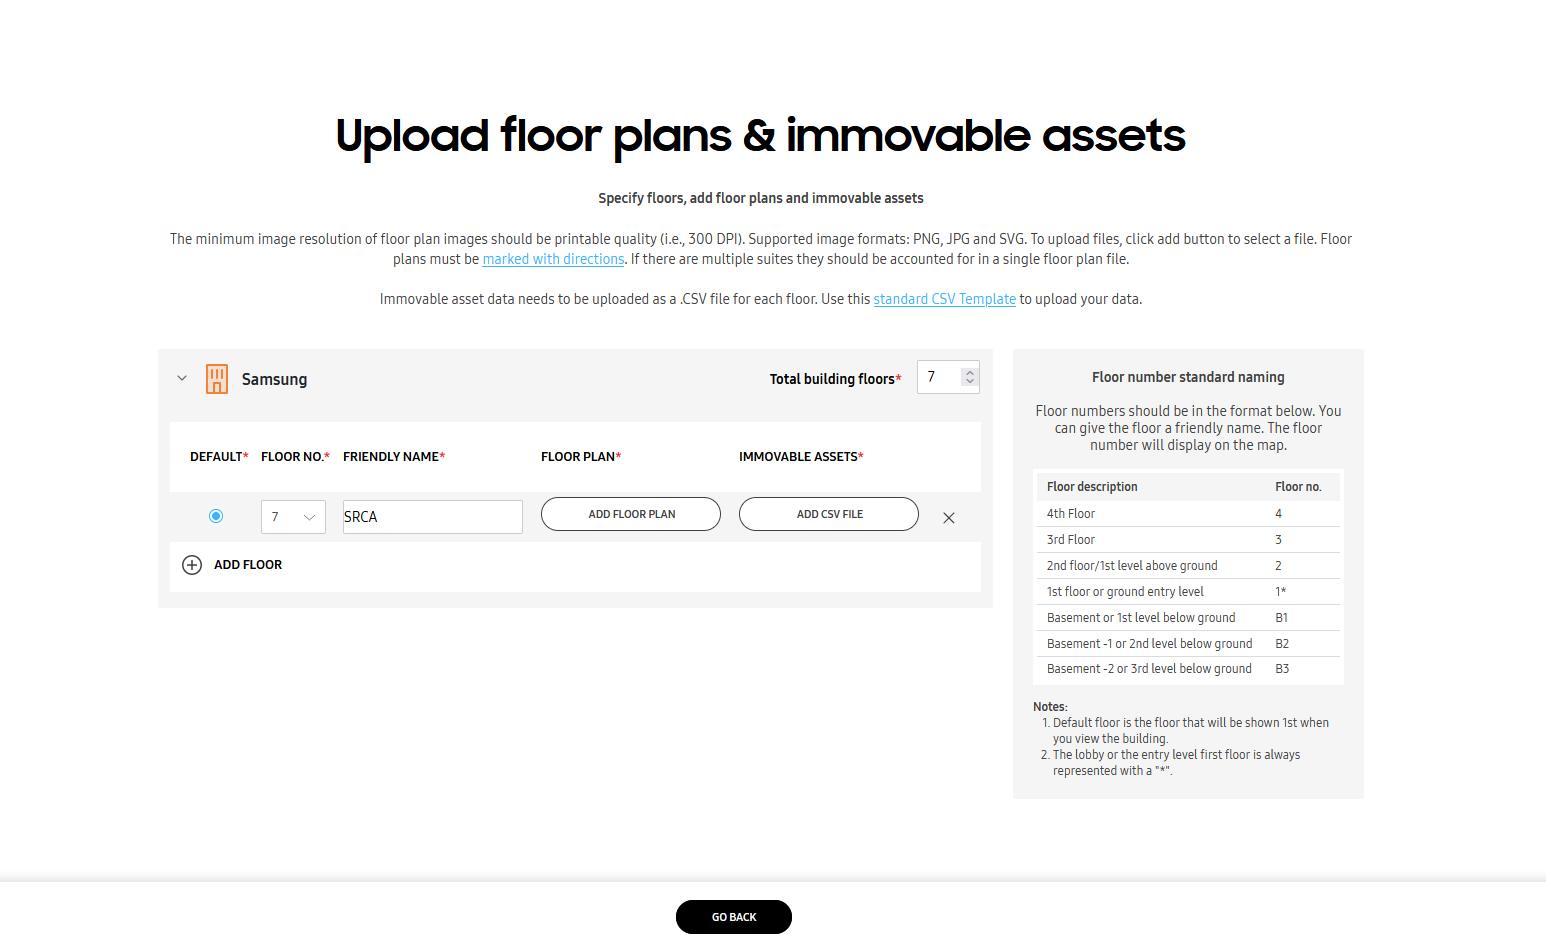 Upload floor plans & immovable assets
Specify floors, add floor plans and immovable assets
The minimum image resolution of floor plan images should be printable quality (i.e., 300 DPI). Supported image formats: PNG, JPG and SVG. To upload files, click add button to select a file. Floor
plans must be marked with directions. If there are multiple suites they should be accounted for in a single floor plan file.
Immovable asset data needs to be uploaded as a .CSV file for each floor. Use this standard CSV Template to upload your data.
Samsung
Total building floors* 7
DEFAULT* FLOOR NO.* FRIENDLY NAME* FLOOR PLAN* IMMOVABLE ASSETS*
7 SRCA ADD FLOOR PLAN ADD CSV FILE
ADD FLOOR
Floor number standard naming
Floor numbers should be in the format below. You
can give the floor a friendly name. The floor
number will display on the map.
Floor description Floor no.
4th Floor 4
3rd Floor 3
2nd floor/1st level above ground 2
1st floor or ground entry level 1*
Basement or 1st level below ground B1
Basement -1 or 2nd level below ground B2
Basement -2 or 3rd level below ground B3
Notes:
1. Default floor is the floor that will be shown 1st when
you view the building.
2. The lobby or the entry level first floor is always
represented with a "*".
GO BACK